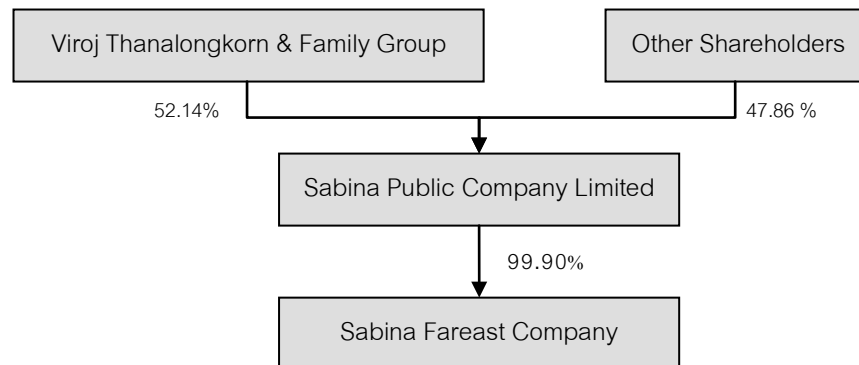 Viroj Thanalongkorn & Family Group
Other Shareholders
52.14%
47.86 %
Sabina Public Company Limited
99.90%
Sabina Fareast Company